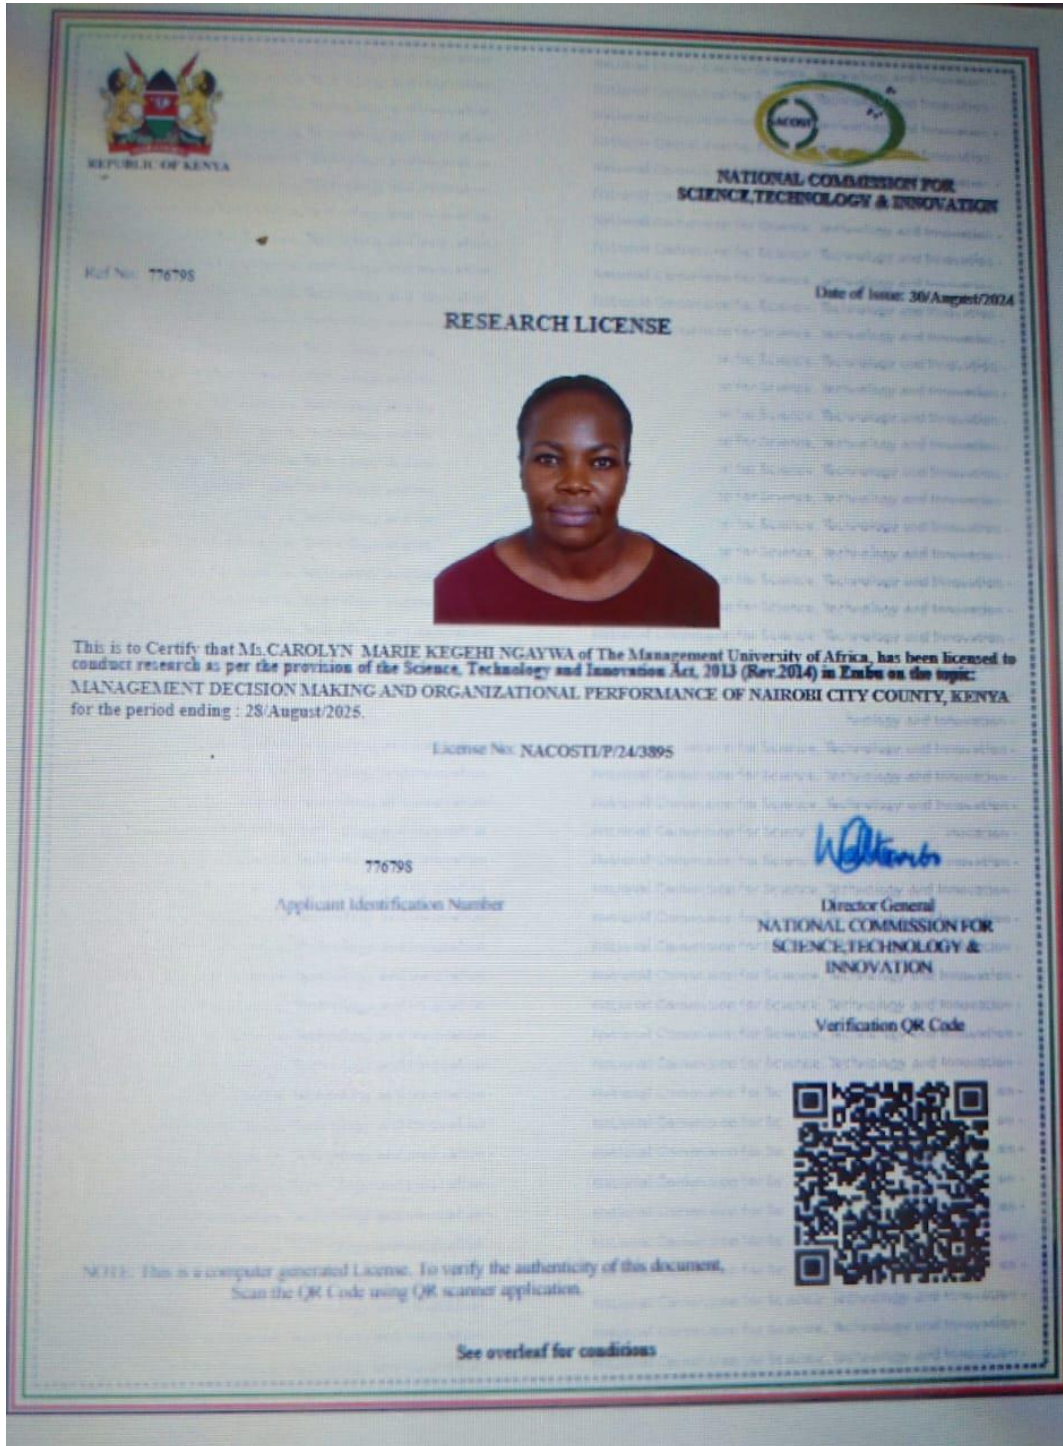 REPUBLIC OF KENYA
NACOSTI
NATIONAL COMMISSION FOR
SCIENCE,TECHNOLOGY & INNOVATION
Ref No: 776798
Date of Issue: 30/August/2024
RESEARCH LICENSE
This is to Certify that Ms.CAROLYN MARIE KEGEHI NGAYWA of The Management University of Africa, has been licensed to
conduct research as per the provision of the Science, Technology and Innovation Act, 2013 (Rev.2014) in Embu on the topic:
MANAGEMENT DECISION MAKING AND ORGANIZATIONAL PERFORMANCE OF NAIROBI CITY COUNTY, KENYA
for the period ending : 28/August/2025.
License No: NACOSTI/P/24/3895
776798
Applicant Identification Number
Director General
NATIONAL COMMISSION FOR
SCIENCE,TECHNOLOGY &
INNOVATION
Verification QR Code
NOTE: This is a computer generated License. To verify the authenticity of this document,
Scan the QR Code using QR scanner application.
See overleaf for conditions